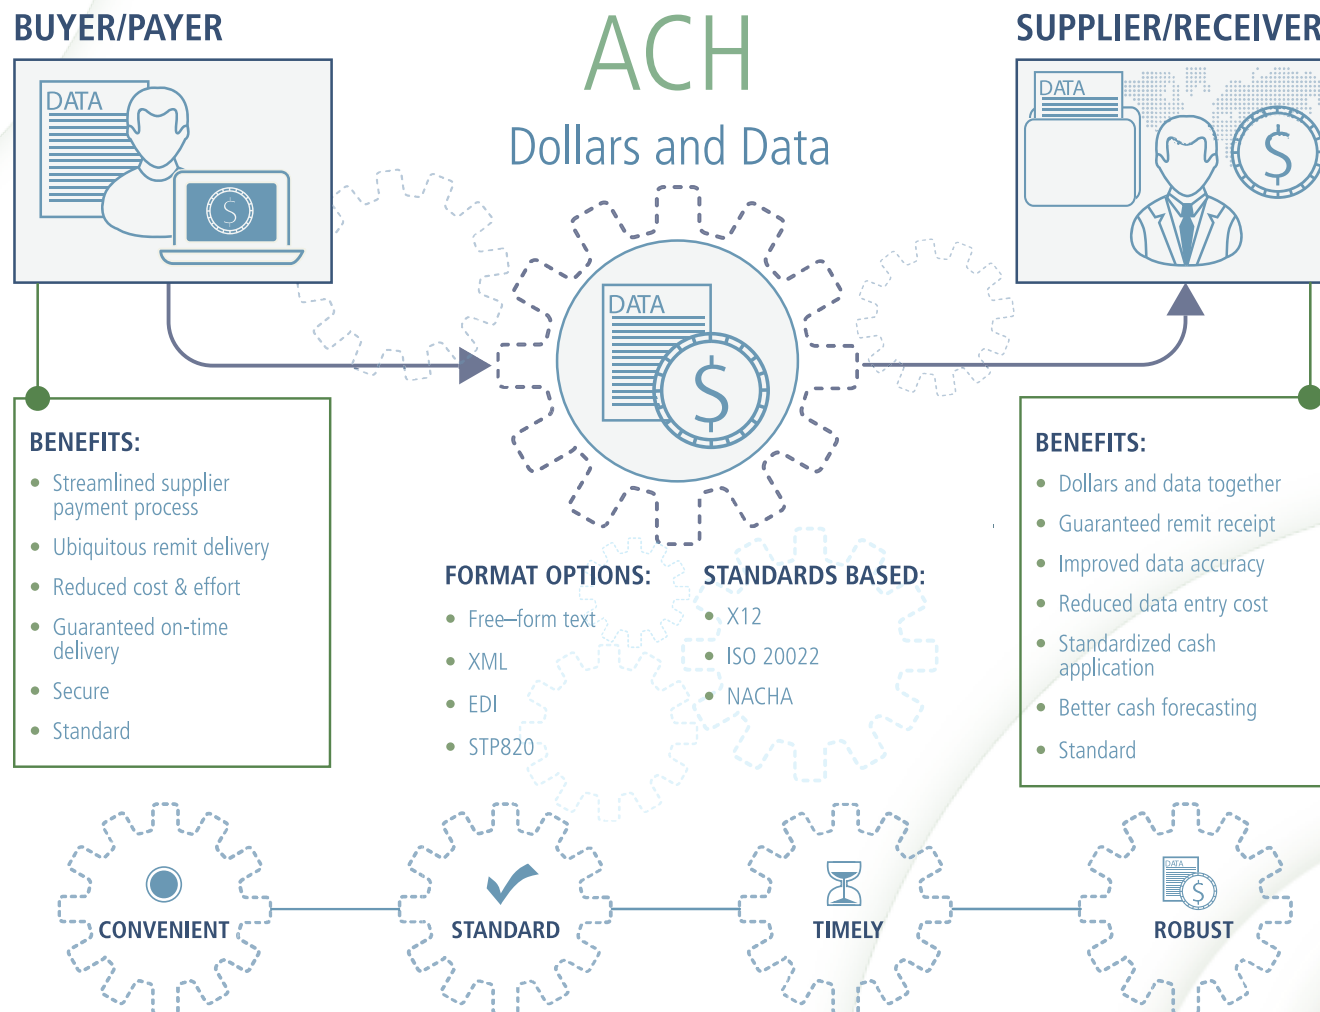 BUYER/PAYER
ACH
SUPPLIER/RECEIVER
DATA
DATA
Dollars and Data
DATA
$
$
$
BENEFITS:
• Streamlined supplier
payment process
• Ubiquitous remit delivery
• Reduced cost & effort
• Guaranteed on-time
delivery
• Secure
• Standard
FORMAT OPTIONS:
• Free–form text
• XML
• EDI
• STP820
STANDARDS BASED:
• X12
• ISO 20022
• NACHA
BENEFITS:
• Dollars and data together
• Guaranteed remit receipt
• Improved data accuracy
• Reduced data entry cost
• Standardized cash
application
• Better cash forecasting
• Standard
CONVENIENT
STANDARD
TIMELY
DATA
$
ROBUST